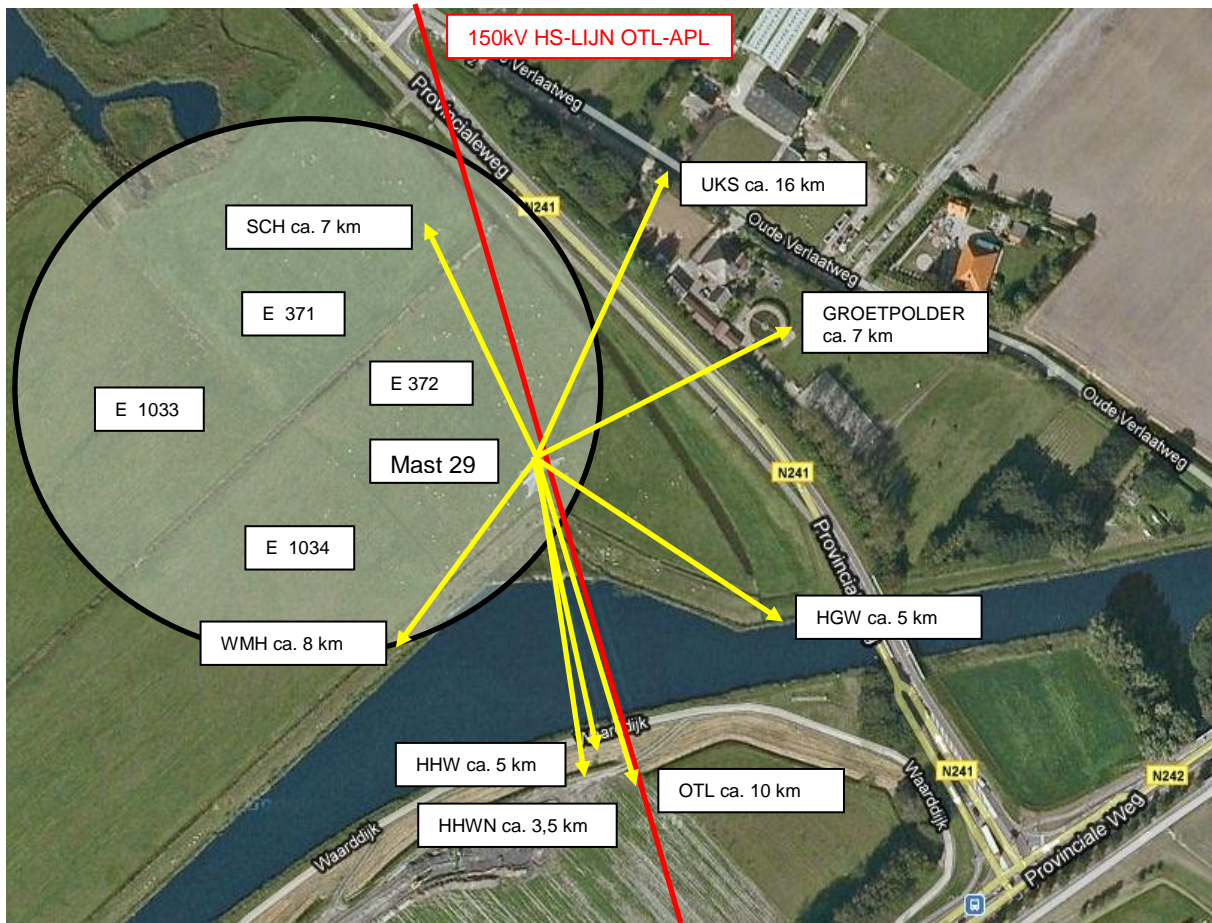 150kV HS-LIJN OTL-APL
Verlaatweg
Provincialeweg
UKS ca. 16 km
N241
SCH ca. 7 km
Oude Verlaatweg
E 371
GROETPOLDER
ca. 7 km
E 372
E 1033
Oude Verlaatweg
Mast 29
N241
E 1034
Provinciale
HGW ca. 5 km
WMH ca. 8 km
Waarddijk
HHW ca. 5 km
N241
N242
OTL ca. 10 km
Waarddijk
HHWN ca. 3,5 km
Provinciale Weg
Waarddijk